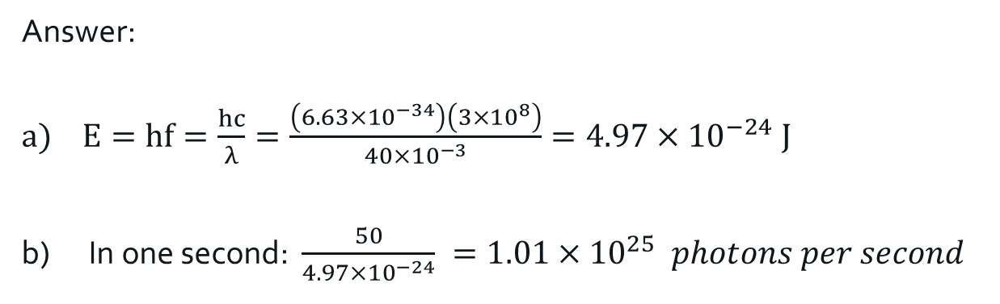 Answer:
a) E = hf = hc/λ = (6.63×10⁻³⁴)(3×10⁸)/40×10⁻³ = 4.97 × 10⁻²⁴ J
b) In one second: 50/4.97×10⁻²⁴ = 1.01 × 10²⁵ photons per second